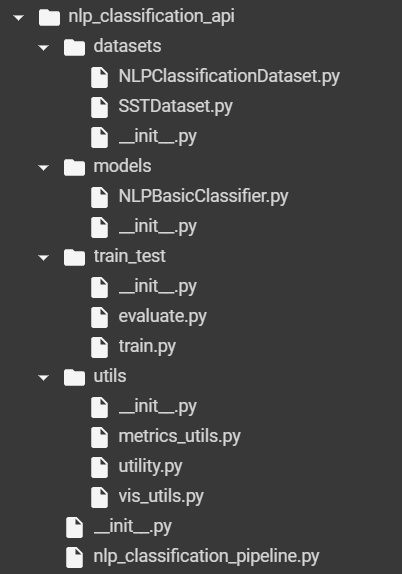 nlp_classification_api
datasets
NLPClassificationDataset.py
SSTDataset.py
__init__.py
models
NLPBasicClassifier.py
__init__.py
train_test
__init__.py
evaluate.py
train.py
utils
__init__.py
metrics_utils.py
utility.py
vis_utils.py
__init__.py
nlp_classification_pipeline.py